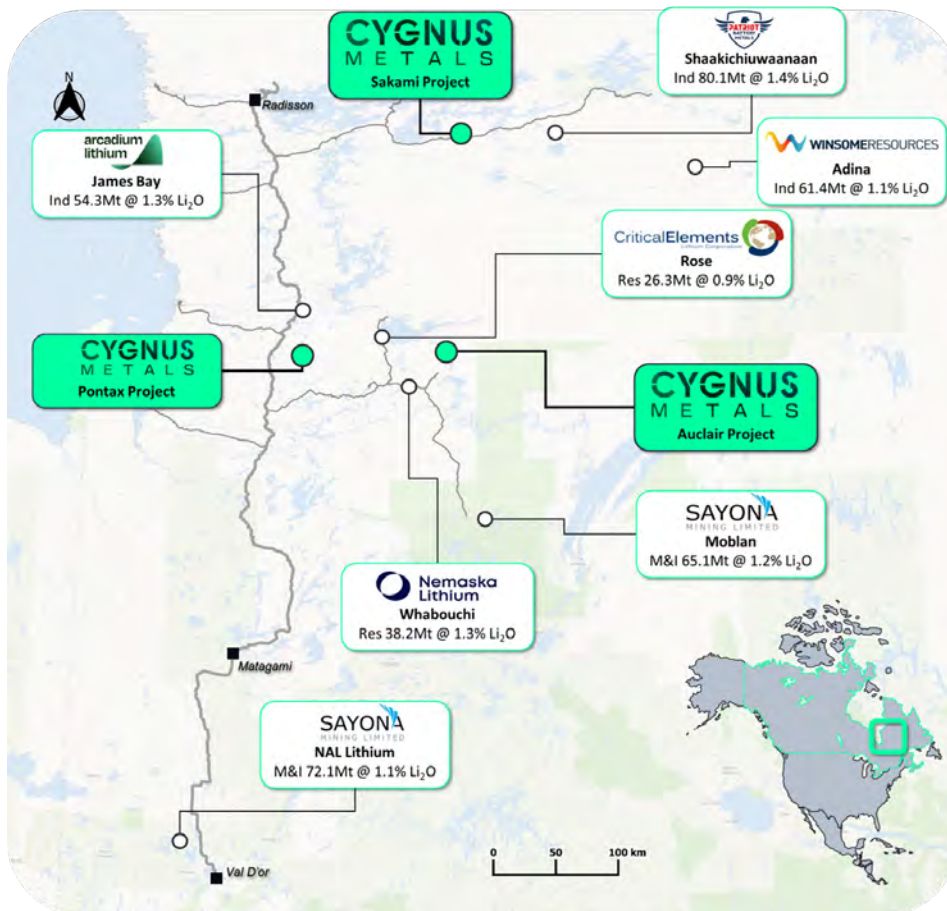 CYGNUS
METALS
Sakami Project
PATRIOT
BATTERY
METALS
Shaakichiuwaanaan
Ind 80.1Mt @ 1.4% Li₂O
N
Radisson
arcadium
lithium
James Bay
Ind 54.3Mt @ 1.3% Li₂O
WINSOMERESOURCES
Adina
Ind 61.4Mt @ 1.1% Li₂O
CriticalElements
Lithium Corporation
Rose
Res 26.3Mt @ 0.9% Li₂O
CYGNUS
METALS
Pontax Project
CYGNUS
METALS
Auclair Project
SAYONA
MINING LIMITED
Moblan
M&I 65.1Mt @ 1.2% Li₂O
Nemaska
Lithium
Whabouchi
Res 38.2Mt @ 1.3% Li₂O
Matagami
SAYONA
MINING LIMITED
NAL Lithium
M&I 72.1Mt @ 1.1% Li₂O
0 50 100 km
Val D'or